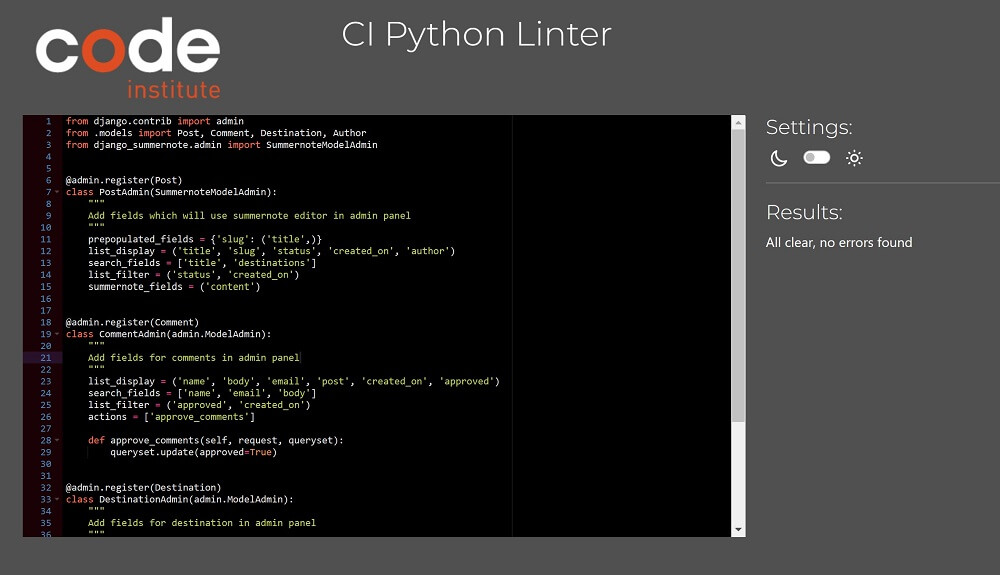 code
institute
CI Python Linter
1 from django.contrib import admin
2 from .models import Post, Comment, Destination, Author
3 from django_summernote.admin import SummernoteModelAdmin
4
5
6 @admin.register(Post)
7 class PostAdmin(SummernoteModelAdmin):
8     """
9     Add fields which will use summernote editor in admin panel
10     """
11     prepopulated_fields = {'slug': ('title',)}
12     list_display = ('title', 'slug', 'status', 'created_on', 'author')
13     search_fields = ['title', 'destinations']
14     list_filter = ('status', 'created_on')
15     summernote_fields = ('content')
16
17
18 @admin.register(Comment)
19 class CommentAdmin(admin.ModelAdmin):
20     """
21     Add fields for comments in admin panel
22     """
23     list_display = ('name', 'body', 'email', 'post', 'created_on', 'approved')
24     search_fields = ['name', 'email', 'body']
25     list_filter = ('approved', 'created_on')
26     actions = ['approve_comments']
27
28     def approve_comments(self, request, queryset):
29         queryset.update(approved=True)
30
31
32 @admin.register(Destination)
33 class DestinationAdmin(admin.ModelAdmin):
34     """
35     Add fields for destination in admin panel
36     """
Settings:
Results:
All clear, no errors found